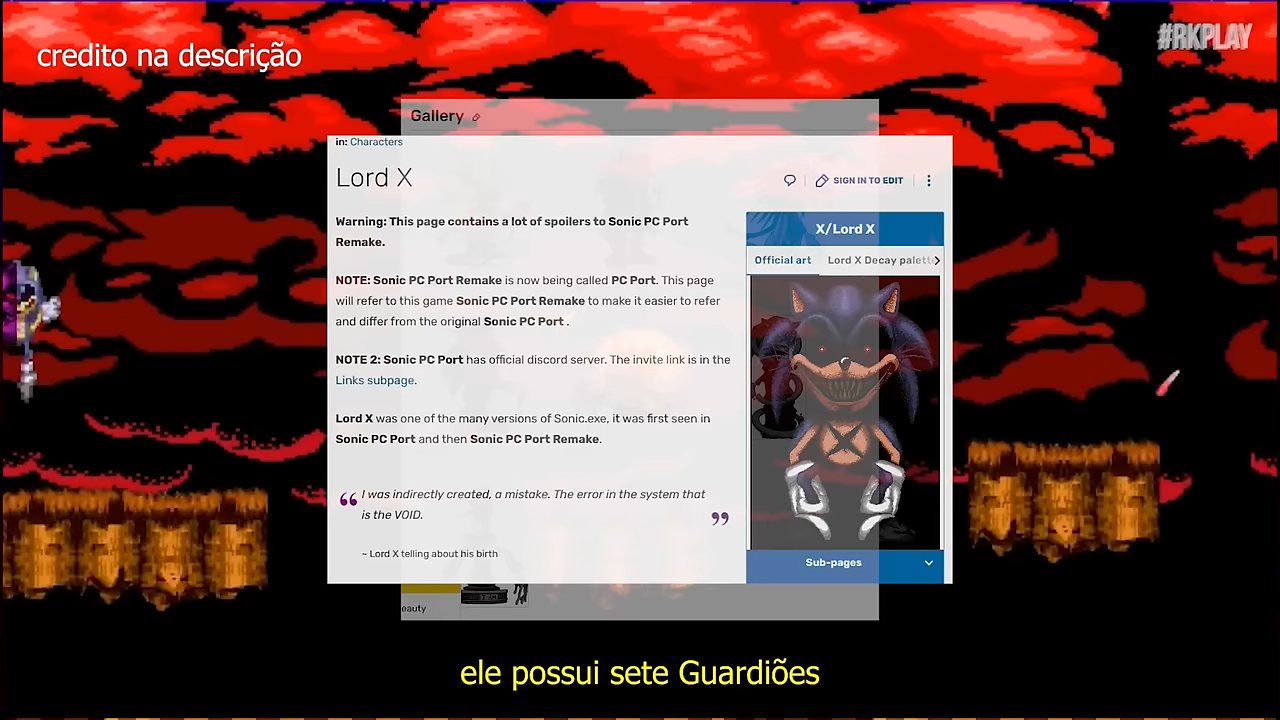 #RKPLAY
credito na descrição
Gallery
in: Characters
Lord X
SIGN IN TO EDIT
Warning: This page contains a lot of spoilers to Sonic PC Port
Remake.
NOTE: Sonic PC Port Remake is now being called PC Port. This page
will refer to this game Sonic PC Port Remake to make it easier to refer
and differ from the original Sonic PC Port .
NOTE 2: Sonic PC Port has official discord server. The invite link is in the
Links subpage.
Lord X was one of the many versions of Sonic.exe, it was first seen in
Sonic PC Port and then Sonic PC Port Remake.
“ I was indirectly created, a mistake. The error in the system that
is the VOID. ”
~ Lord X telling about his birth
X/Lord X
Official art Lord X Decay palett
Sub-pages
I AM
eauty
ele possui sete Guardiões